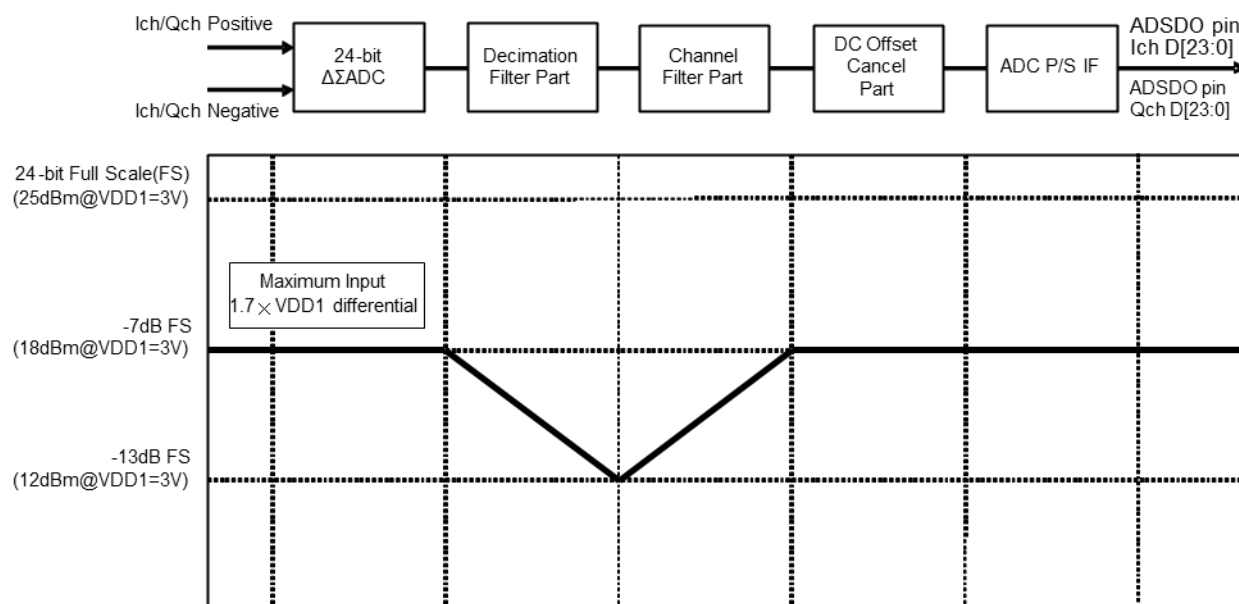 Ich/Qch Positive
Ich/Qch Negative
24-bit
ΔΣADC
Decimation
Filter Part
Channel
Filter Part
DC Offset
Cancel
Part
ADC P/S IF
ADSDO pin
Ich D[23:0]
ADSDO pin
Qch D[23:0]
24-bit Full Scale(FS)
(25dBm@VDD1=3V)
Maximum Input
1.7×VDD1 differential
-7dB FS
(18dBm@VDD1=3V)
-13dB FS
(12dBm@VDD1=3V)